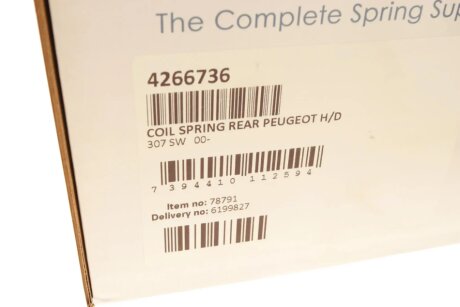 The Complete Spring Sup
4266736
COIL SPRING REAR PEUGEOT H/D
307 SW 00-
7 394410 112594
Item no: 78791
Delivery no: 6199827